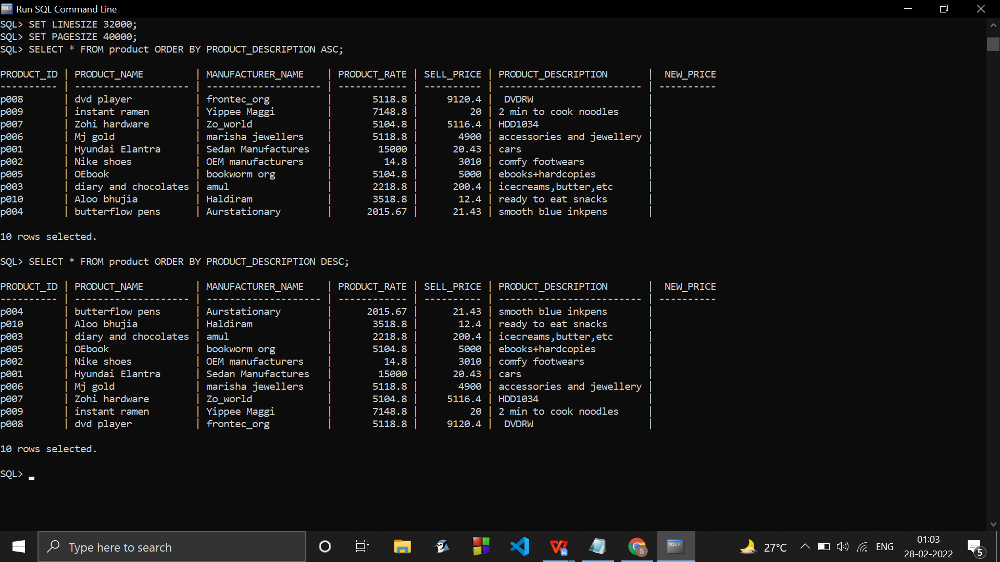 Run SQL Command Line
SQL> SET LINESIZE 32000;
SQL> SET PAGESIZE 40000;
SQL> SELECT * FROM product ORDER BY PRODUCT_DESCRIPTION ASC;
PRODUCT_ID | PRODUCT_NAME | MANUFACTURER_NAME | PRODUCT_RATE | SELL_PRICE | PRODUCT_DESCRIPTION | NEW_PRICE
---------- | -------------------- | -------------------- | ------------ | ---------- | ------------------------- | ----------
p008 | dvd player | frontec_org | 5118.8 | 9120.4 | DVDRW |
p009 | instant ramen | Yippee Maggi | 7148.8 | 20 | 2 min to cook noodles |
p007 | Zohi hardware | Zo_world | 5104.8 | 5116.4 | HDD1034 |
p006 | Mj gold | marisha jewellers | 5118.8 | 4900 | accessories and jewellery |
p001 | Hyundai Elantra | Sedan Manufactures | 15000 | 20.43 | cars |
p002 | Nike shoes | OEM manufacturers | 14.8 | 3010 | comfy footwears |
p005 | OEbook | bookworm org | 5104.8 | 5000 | ebooks+hardcopies |
p003 | diary and chocolates | amul | 2218.8 | 200.4 | icecreams,butter,etc |
p010 | Aloo bhujia | Haldiram | 3518.8 | 12.4 | ready to eat snacks |
p004 | butterflow pens | Aurstationary | 2015.67 | 21.43 | smooth blue inkpens |
10 rows selected.
SQL> SELECT * FROM product ORDER BY PRODUCT_DESCRIPTION DESC;
PRODUCT_ID | PRODUCT_NAME | MANUFACTURER_NAME | PRODUCT_RATE | SELL_PRICE | PRODUCT_DESCRIPTION | NEW_PRICE
---------- | -------------------- | -------------------- | ------------ | ---------- | ------------------------- | ----------
p004 | butterflow pens | Aurstationary | 2015.67 | 21.43 | smooth blue inkpens |
p010 | Aloo bhujia | Haldiram | 3518.8 | 12.4 | ready to eat snacks |
p003 | diary and chocolates | amul | 2218.8 | 200.4 | icecreams,butter,etc |
p005 | OEbook | bookworm org | 5104.8 | 5000 | ebooks+hardcopies |
p002 | Nike shoes | OEM manufacturers | 14.8 | 3010 | comfy footwears |
p001 | Hyundai Elantra | Sedan Manufactures | 15000 | 20.43 | cars |
p006 | Mj gold | marisha jewellers | 5118.8 | 4900 | accessories and jewellery |
p007 | Zohi hardware | Zo_world | 5104.8 | 5116.4 | HDD1034 |
p009 | instant ramen | Yippee Maggi | 7148.8 | 20 | 2 min to cook noodles |
p008 | dvd player | frontec_org | 5118.8 | 9120.4 | DVDRW |
10 rows selected.
SQL>
Type here to search
27°C
ENG
01:03
28-02-2022
5